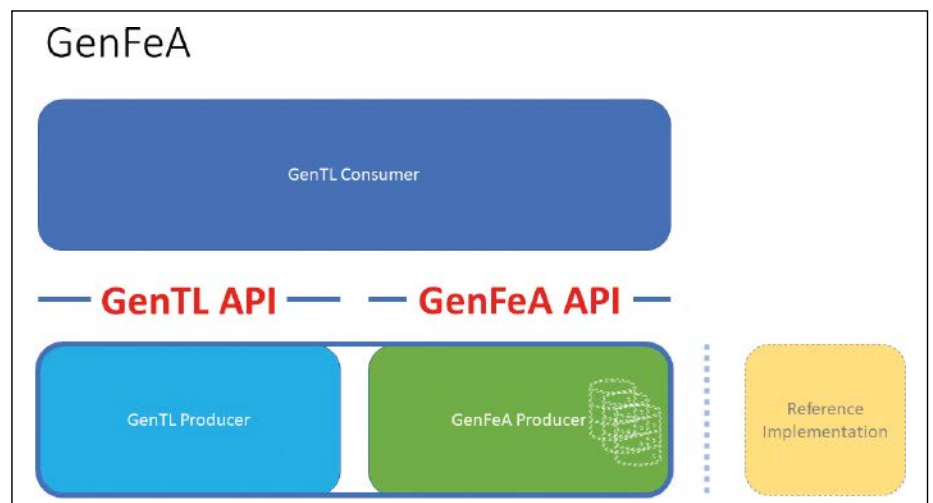 GenFeA
GenTL Consumer
GenTL API
GenFeA API
GenTL Producer
GenFeA Producer
Reference
Implementation